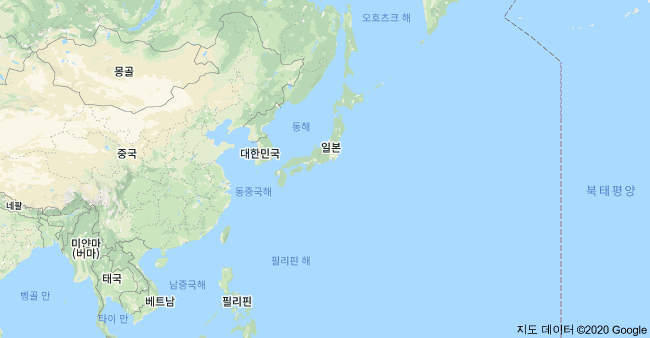 오호츠크 해
몽골
동해
중국
대한민국
일본
동중국해
북태평양
네팔
미얀마
(버마)
필리핀 해
태국
남중국해
벵골 만
베트남
필리핀
타이 만
지도 데이터 ©2020 Google